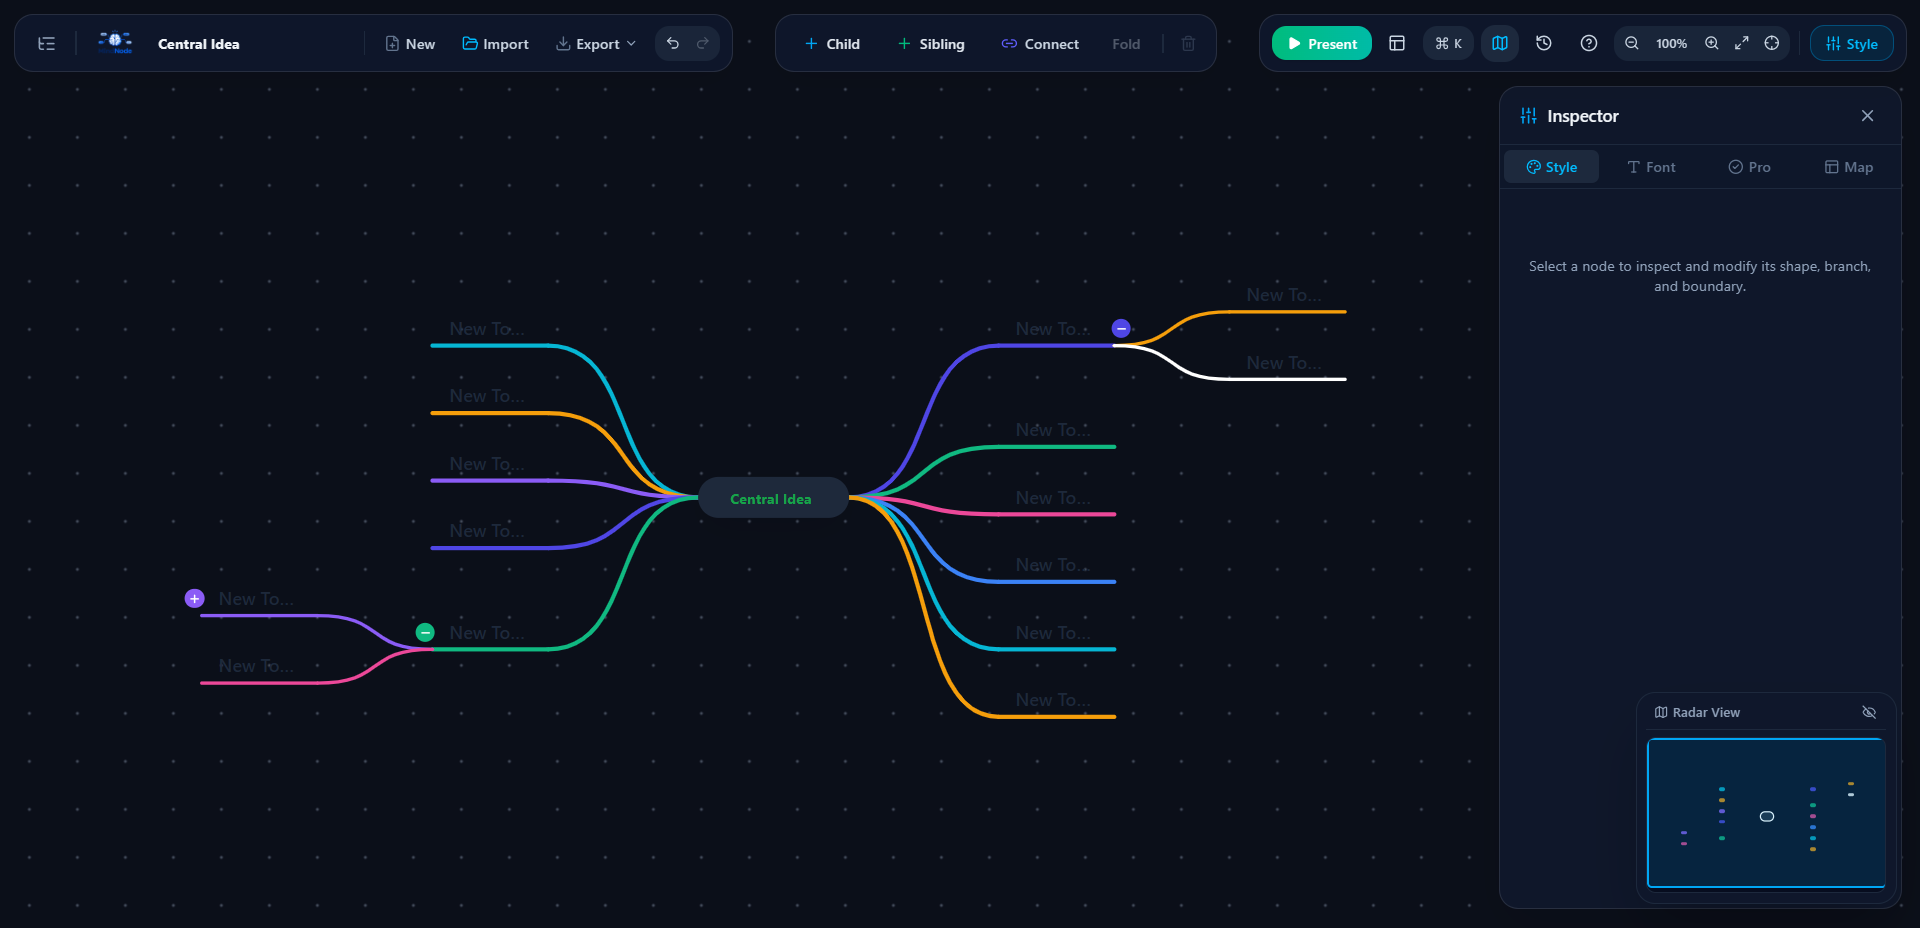 Node
Central Idea
New
Import
Export
Child
Sibling
Connect
Fold
Present
⌘ K
100%
Style
Inspector
Style
Font
Pro
Map
Select a node to inspect and modify its shape, branch,
and boundary.
New To...
New To...
New To...
New To...
New To...
New To...
New To...
Central Idea
New To...
New To...
New To...
New To...
New To...
New To...
New To...
New To...
Radar View